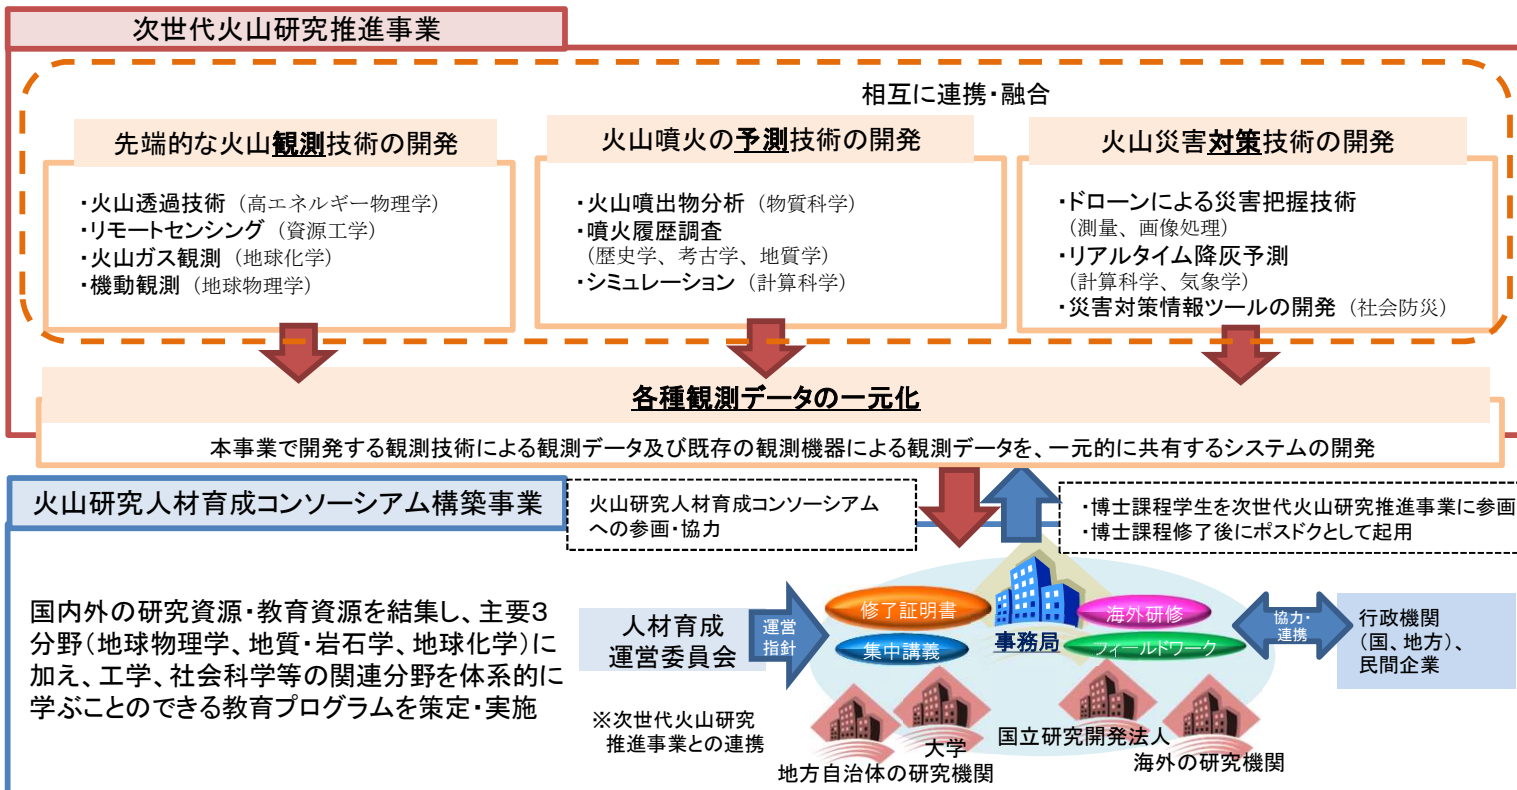 次世代火山研究推進事業
相互に連携・融合
先端的な火山観測技術の開発
・火山透過技術（高エネルギー物理学）
・リモートセンシング（資源工学）
・火山ガス観測（地球化学）
・機動観測（地球物理学）
火山噴火の予測技術の開発
・火山噴出物分析（物質科学）
・噴火履歴調査
（歴史学、考古学、地質学）
・シミュレーション（計算科学）
火山災害対策技術の開発
・ドローンによる災害把握技術
（測量、画像処理）
・リアルタイム降灰予測
（計算科学、気象学）
・災害対策情報ツールの開発（社会防災）
各種観測データの一元化
本事業で開発する観測技術による観測データ及び既存の観測機器による観測データを、一元的に共有するシステムの開発
火山研究人材育成コンソーシアム構築事業
火山研究人材育成コンソーシアム
への参画・協力
・博士課程学生を次世代火山研究推進事業に参画
・博士課程修了後にポスドクとして起用
国内外の研究資源・教育資源を結集し、主要３
分野（地球物理学、地質・岩石学、地球化学）に
加え、工学、社会科学等の関連分野を体系的に
学ぶことのできる教育プログラムを策定・実施
人材育成
運営委員会
運営
指針
修了証明書
集中講義
事務局
海外研修
フィールドワーク
協力・
連携
行政機関
（国、地方）、
民間企業
※次世代火山研究
推進事業との連携
大学
地方自治体の研究機関
国立研究開発法人
海外の研究機関